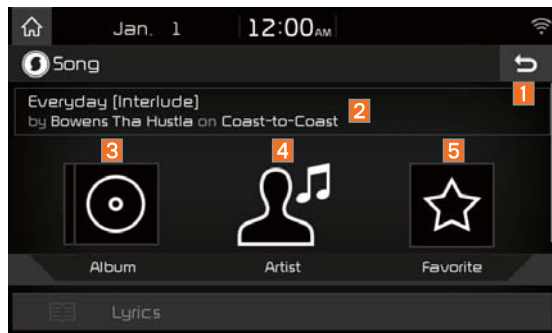 Jan. 1 12:00AM
Song
1
Everyday [Interlude]
by Bowens Tha Hustla on Coast-to-Coast 2
3 4 5
Album Artist Favorite
Lyrics